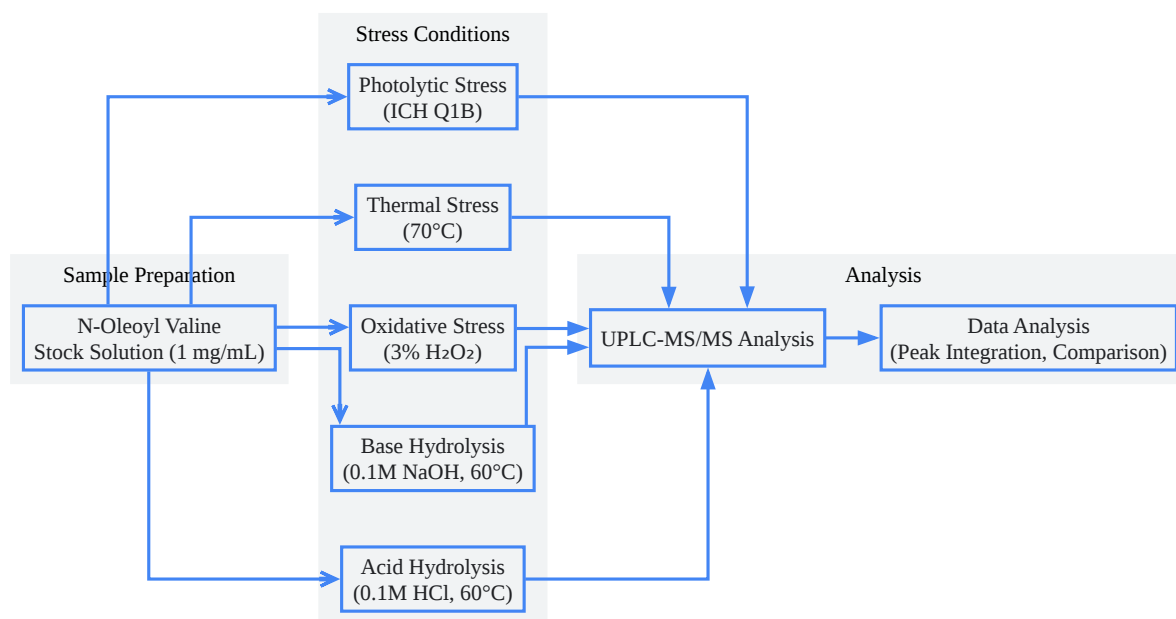 Stress Conditions
Photolytic Stress
(ICH Q1B)
Thermal Stress
(70°C)
Sample Preparation
N-Oleoyl Valine
Stock Solution (1 mg/mL)
Oxidative Stress
(3% H₂O₂)
Base Hydrolysis
(0.1M NaOH, 60°C)
Acid Hydrolysis
(0.1M HCl, 60°C)
Analysis
UPLC-MS/MS Analysis
Data Analysis
(Peak Integration, Comparison)